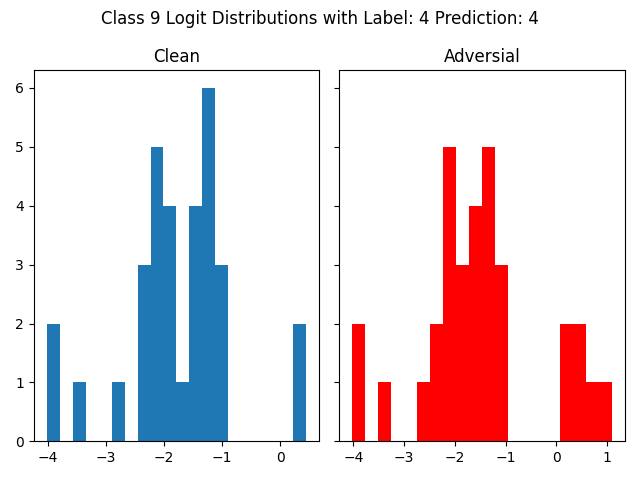 Class 9 Logit Distributions with Label: 4 Prediction: 4
Clean
Adversial
6
5
4
3
2
1
0
−4 −3 −2 −1 0
−4 −3 −2 −1 0 1